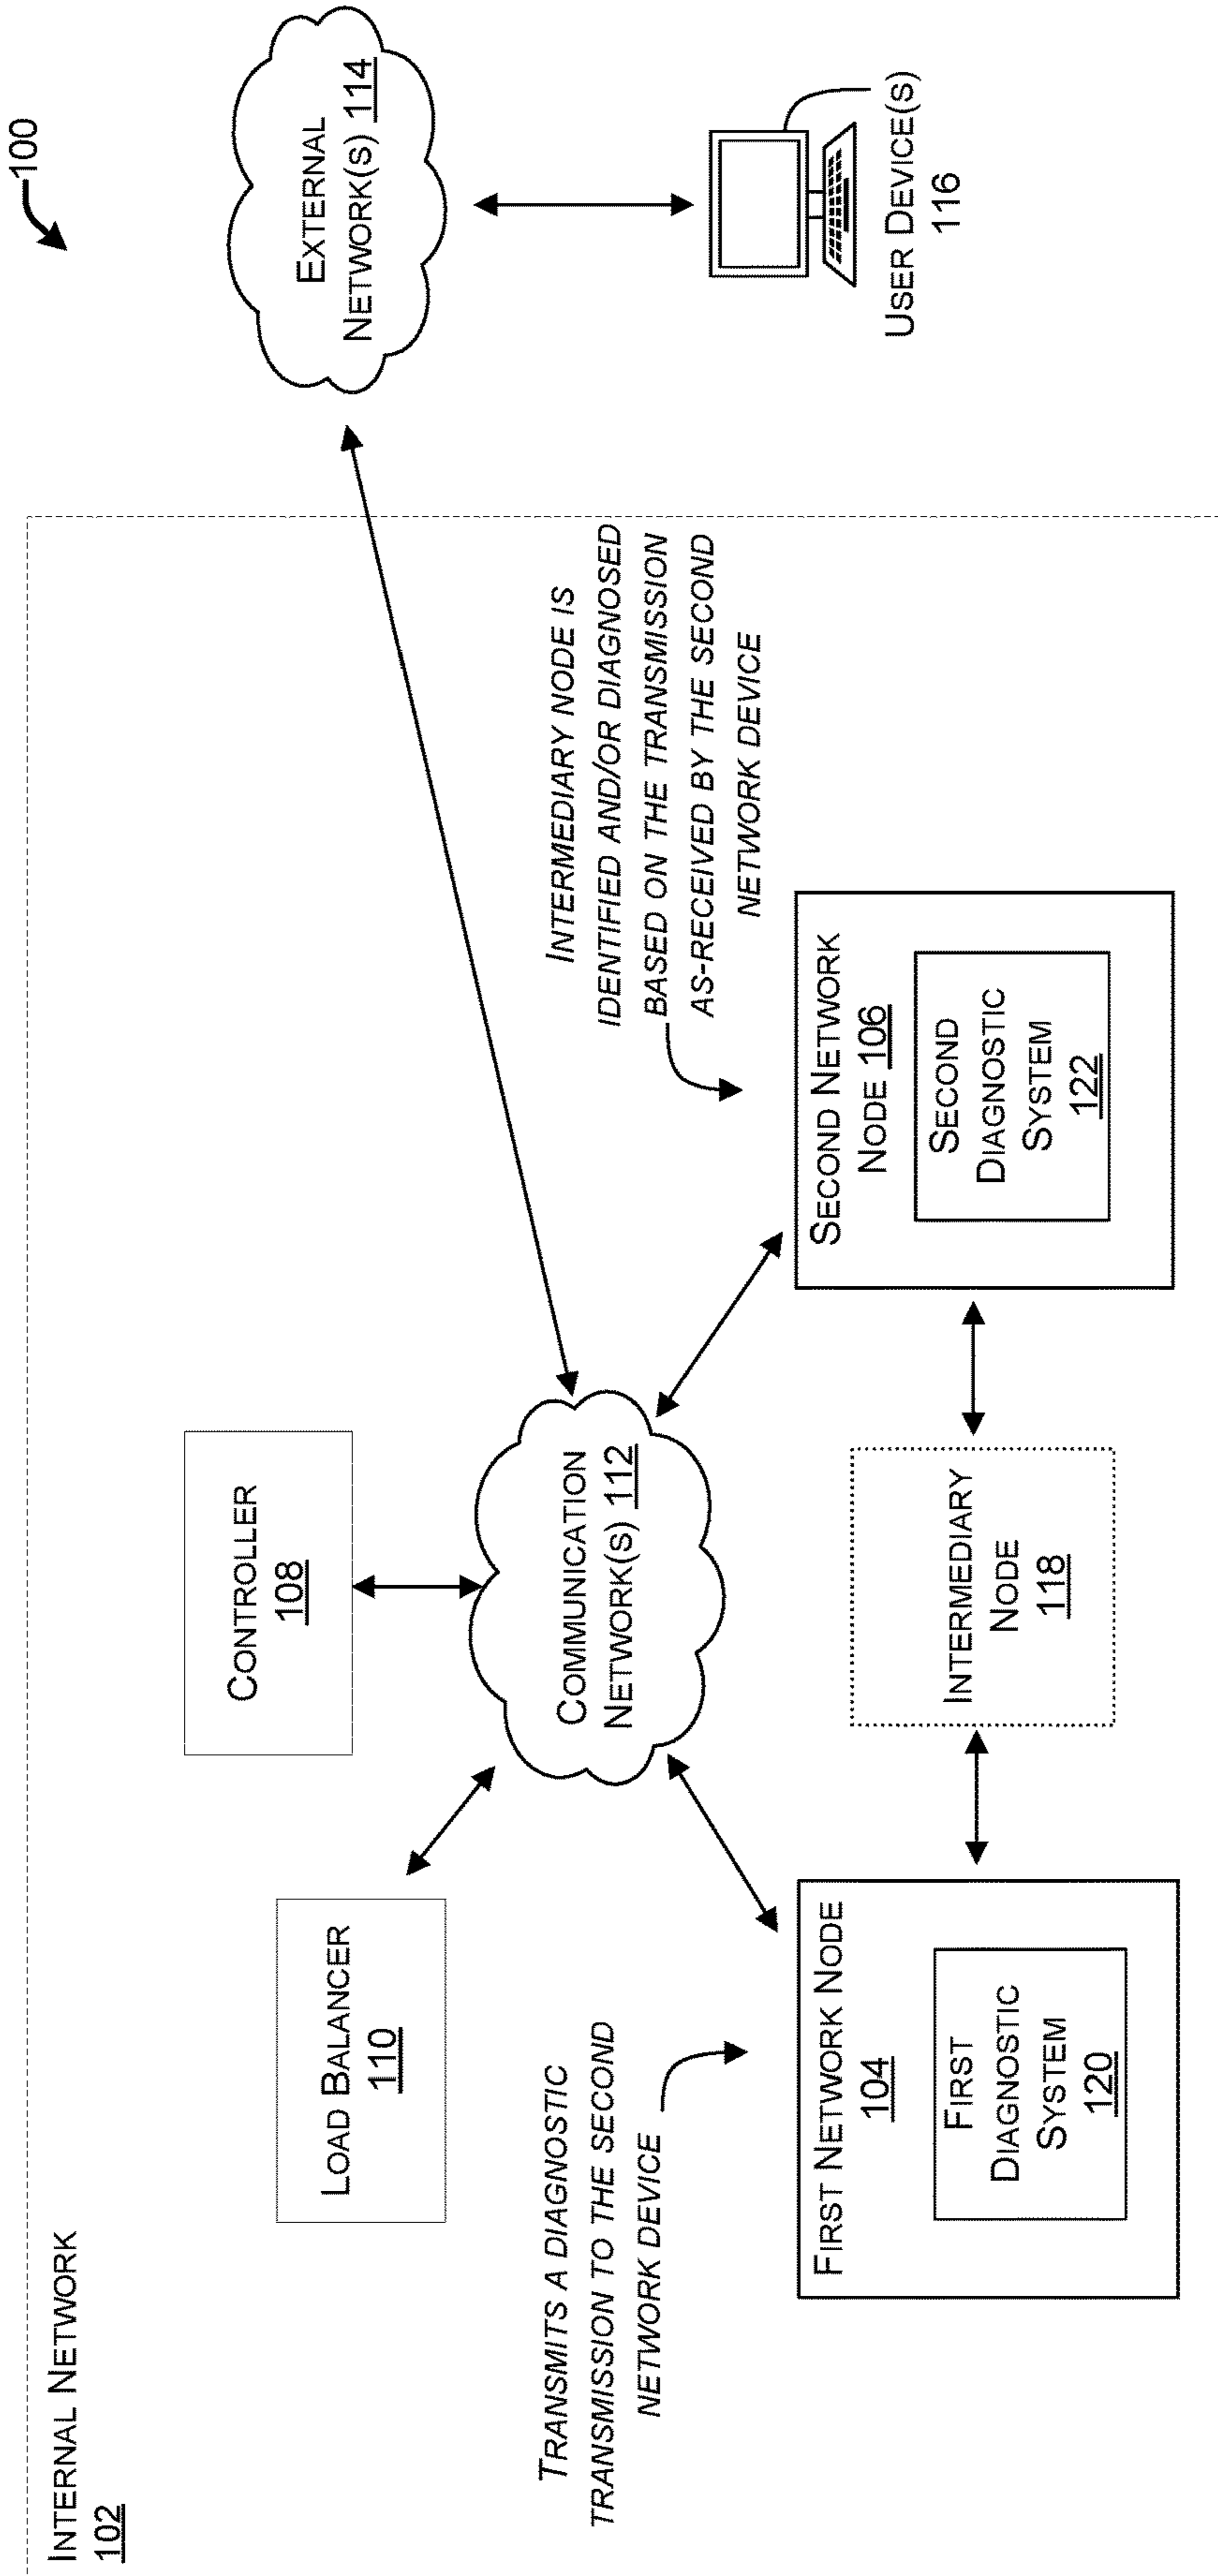 100
INTERNAL NETWORK
102
LOAD BALANCER
110
CONTROLLER
108
EXTERNAL
NETWORK(S) 114
COMMUNICATION
NETWORK(S) 112
TRANSMITS A DIAGNOSTIC
TRANSMISSION TO THE SECOND
NETWORK DEVICE
INTERMEDIARY NODE IS
IDENTIFIED AND/OR DIAGNOSED
BASED ON THE TRANSMISSION
AS-RECEIVED BY THE SECOND
NETWORK DEVICE
USER DEVICE(S)
116
FIRST NETWORK NODE
104
FIRST
DIAGNOSTIC
SYSTEM
120
INTERMEDIARY
NODE
118
SECOND NETWORK
NODE 106
SECOND
DIAGNOSTIC
SYSTEM
122